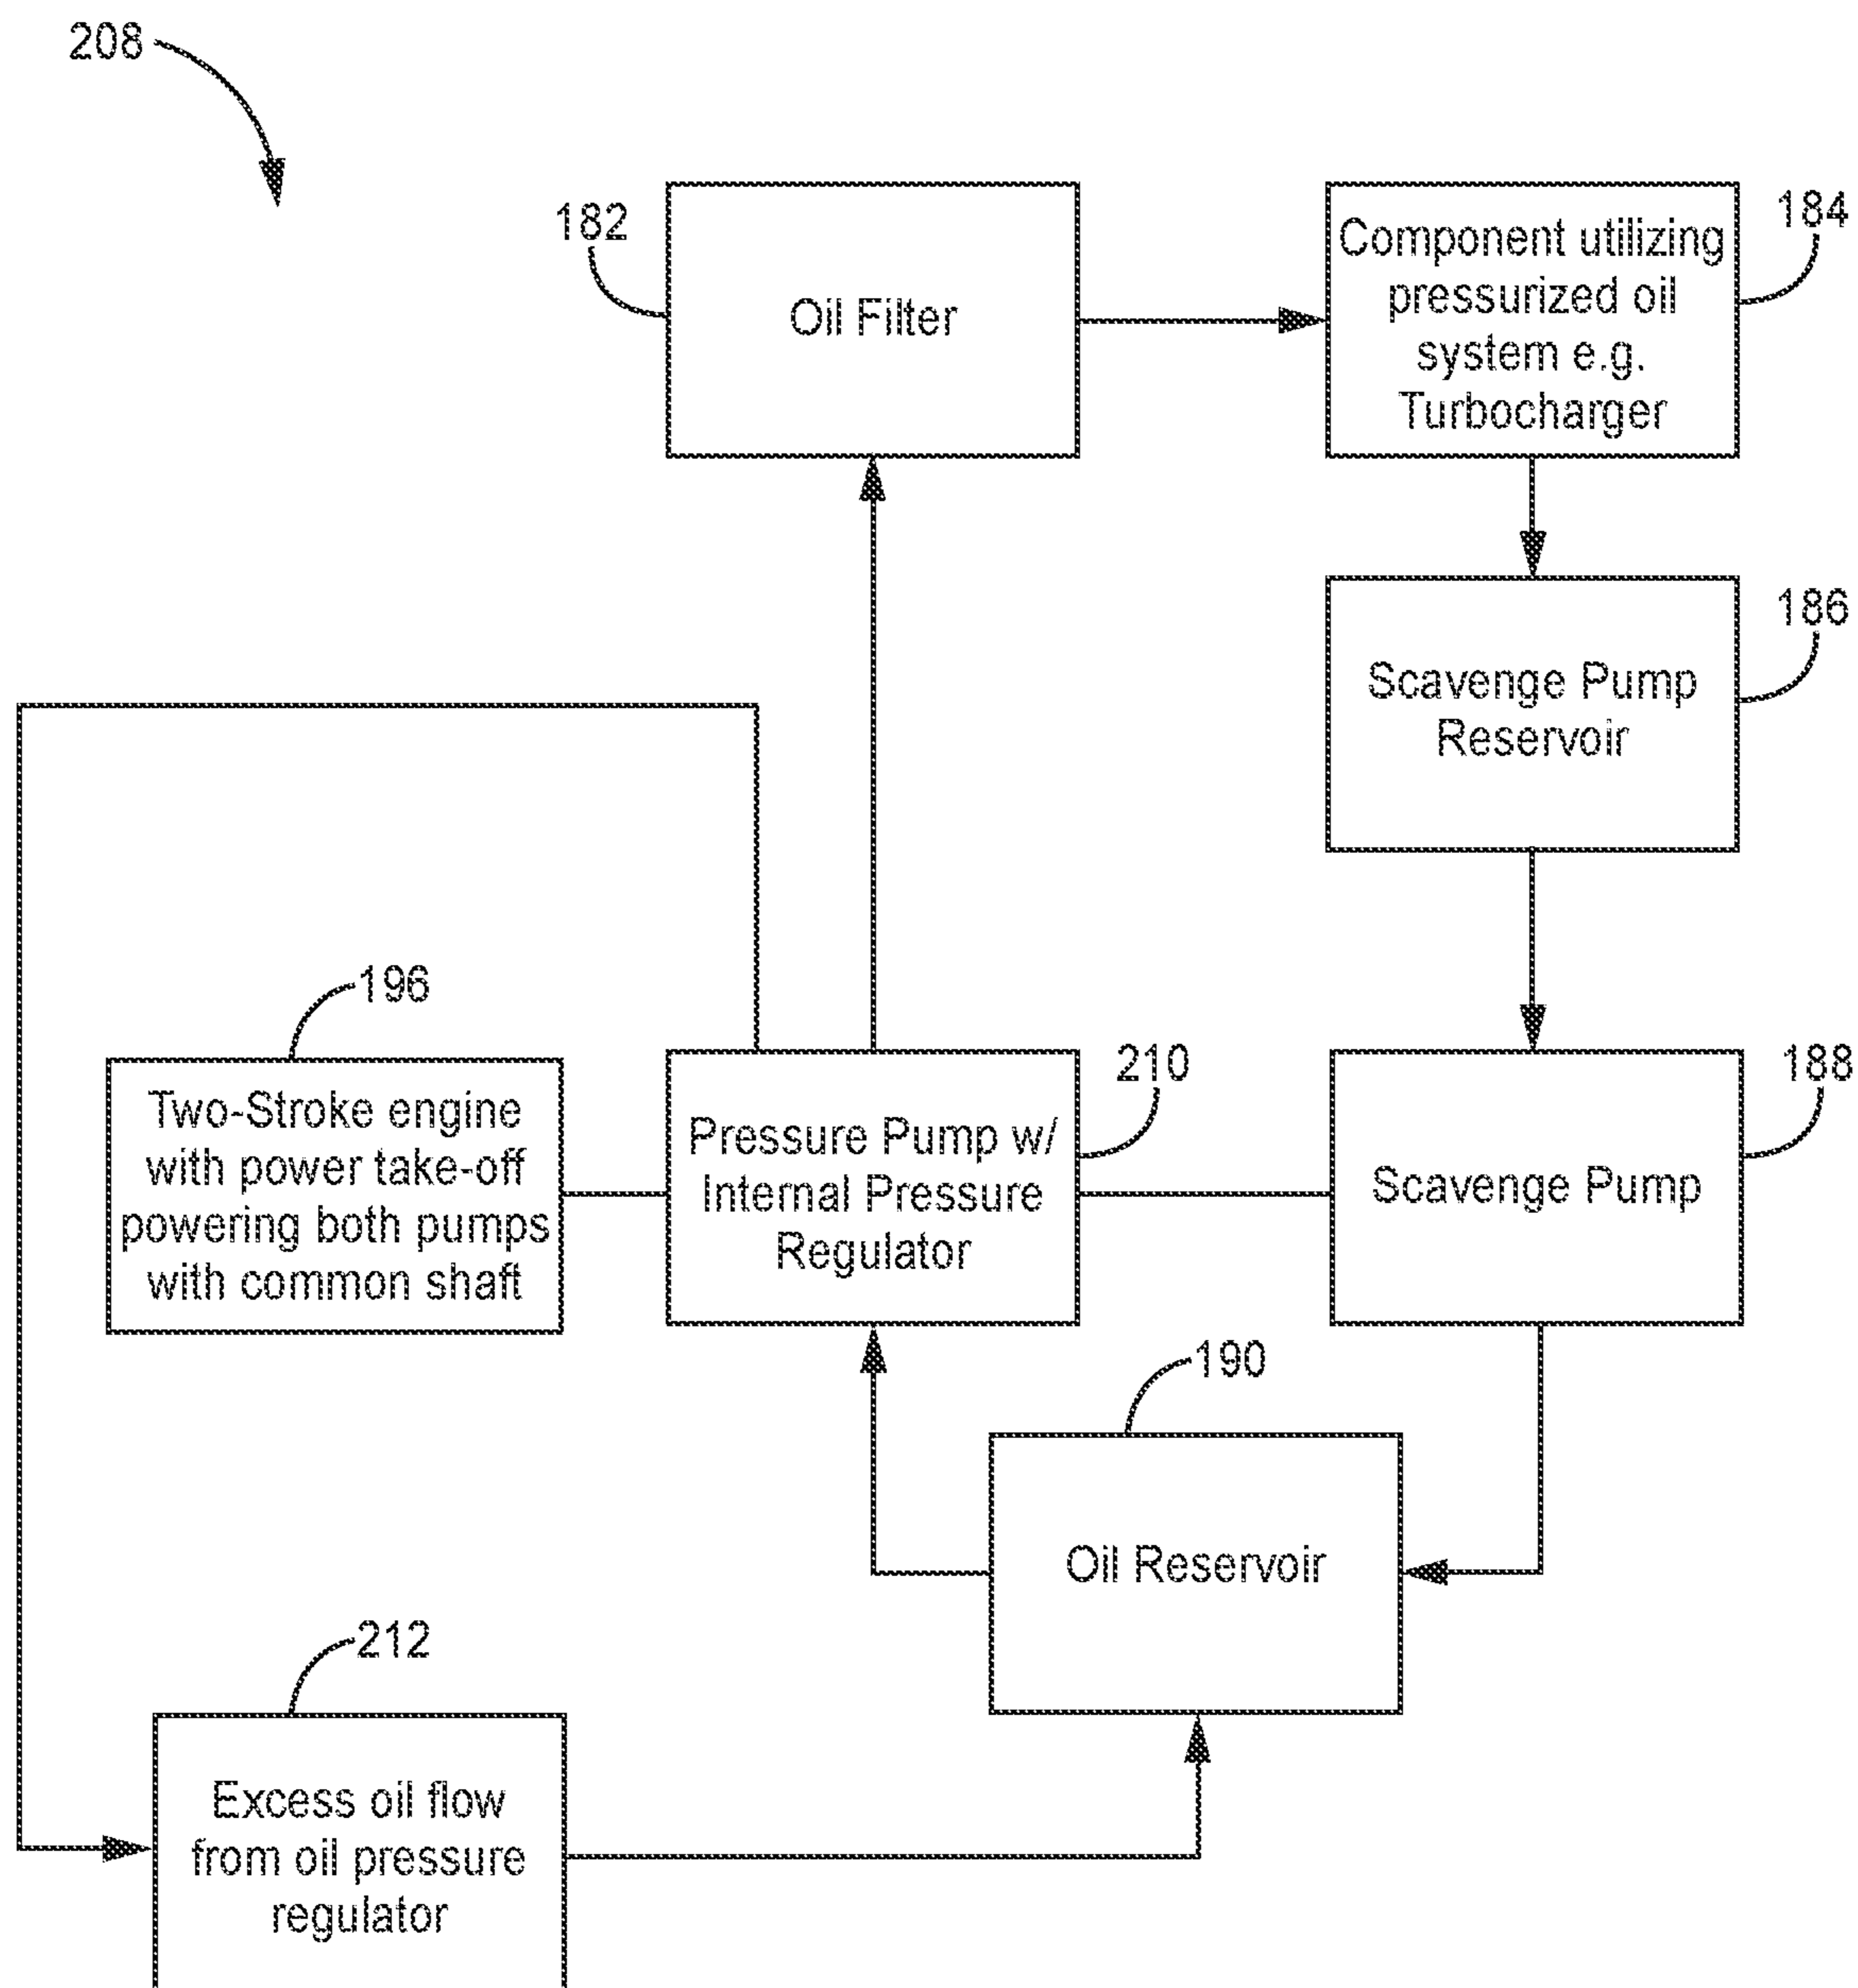 208
182
Oil Filter
184
Component utilizing
pressurized oil
system e.g.
Turbocharger
186
Scavenge Pump
Reservoir
196
Two-Stroke engine
with power take-off
powering both pumps
with common shaft
210
Pressure Pump w/
Internal Pressure
Regulator
188
Scavenge Pump
190
Oil Reservoir
212
Excess oil flow
from oil pressure
regulator